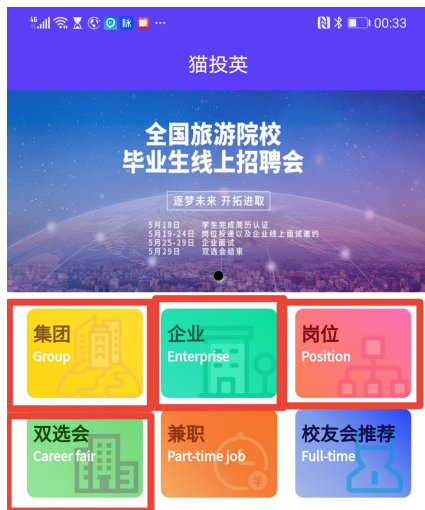 4G
脉
00:33
猫投英
全国旅游院校
毕业生线上招聘会
逐梦未来 开拓进取
5月18日 学生完成简历认证
5月19-24日 岗位投递以及企业线上面试邀约
5月25-29日 企业面试
5月29日 双选会结束
集团
Group
企业
Enterprise
岗位
Position
双选会
Career fair
兼职
Part-time job
校友会推荐
Full-time